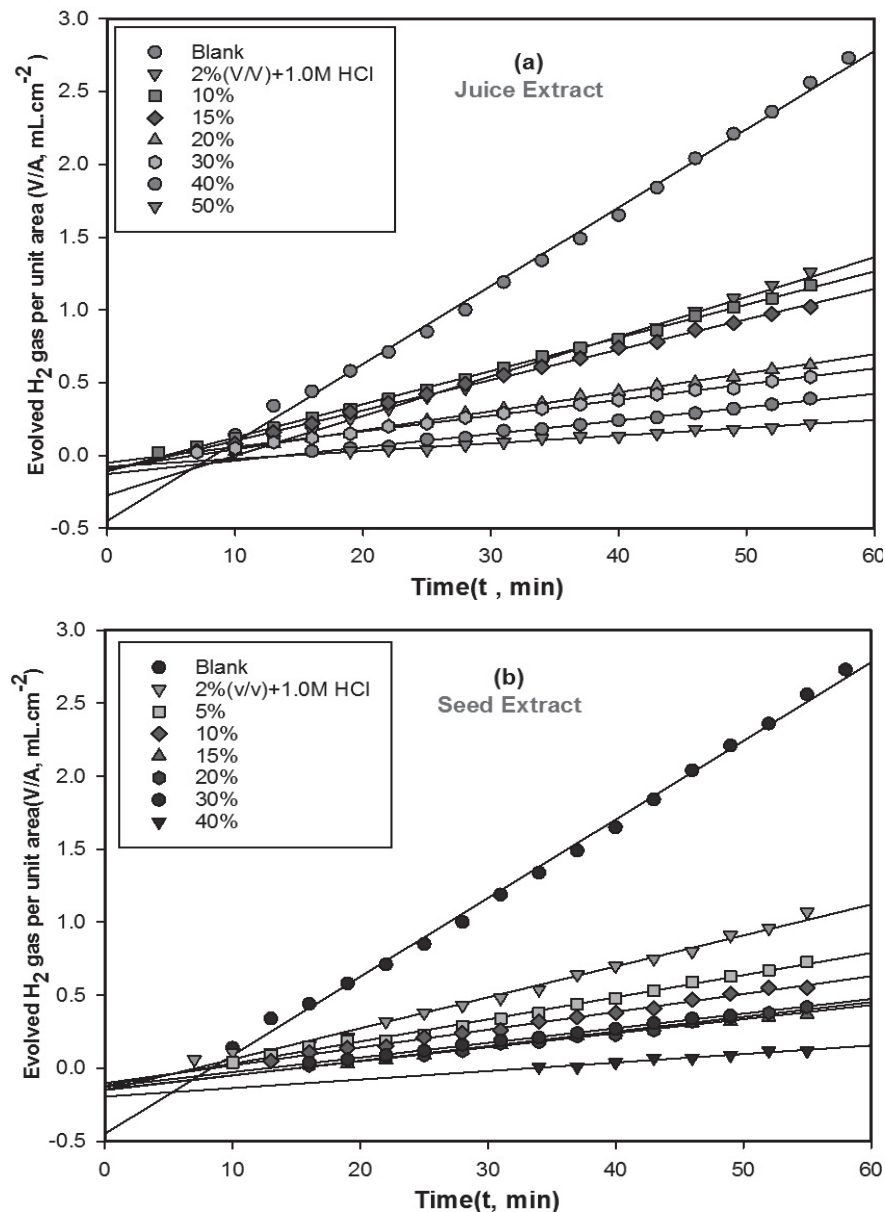 3.0
2.5
2.0
1.5
1.0
0.5
0.0
-0.5
Evolved H2 gas per unit area (V/A, mL.cm-2)
Blank
2%(V/V)+1.0M HCl
10%
15%
20%
30%
40%
50%
(a)
Juice Extract
0 10 20 30 40 50 60
Time(t , min)
3.0
2.5
2.0
1.5
1.0
0.5
0.0
-0.5
Evolved H2 gas per unit area(V/A, mL.cm-2)
Blank
2%(v/v)+1.0M HCl
5%
10%
15%
20%
30%
40%
(b)
Seed Extract
0 10 20 30 40 50 60
Time(t, min)